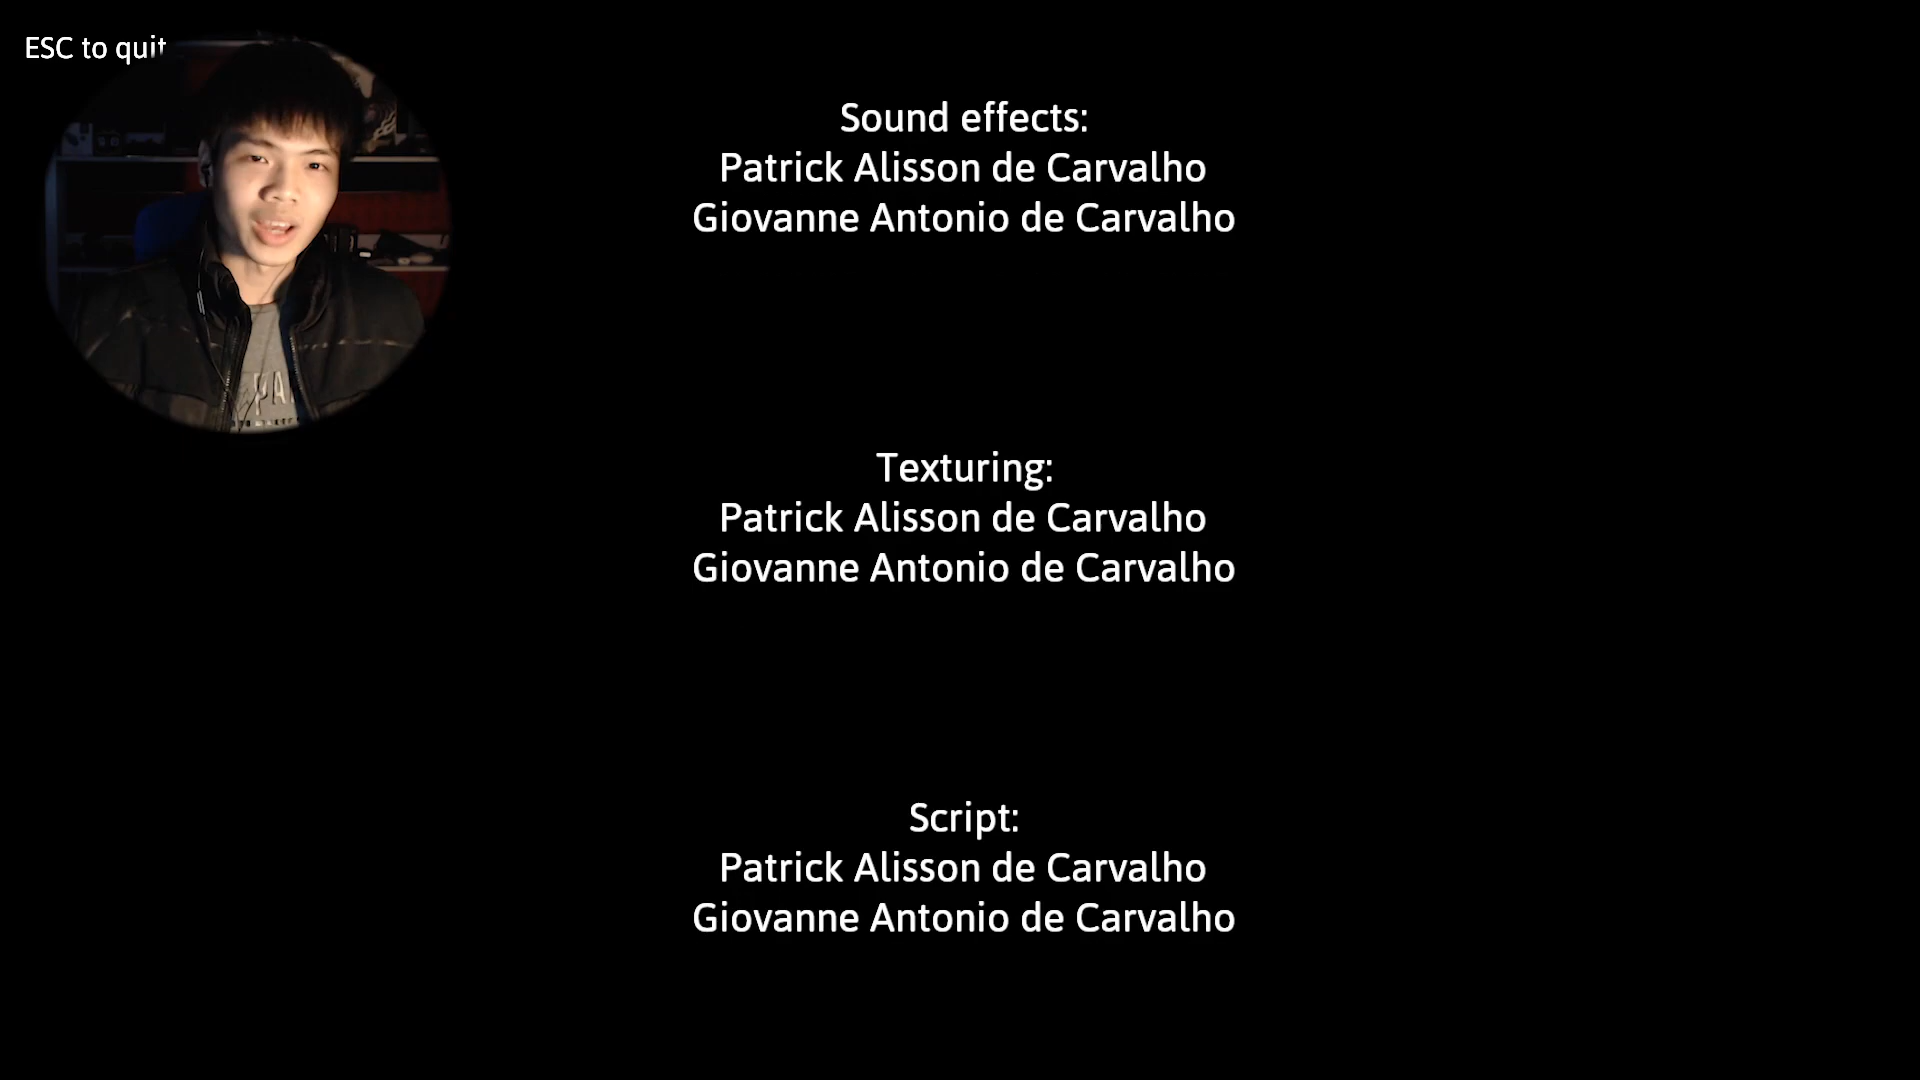 ESC to quit
Sound effects:
Patrick Alisson de Carvalho
Giovanne Antonio de Carvalho
Texturing:
Patrick Alisson de Carvalho
Giovanne Antonio de Carvalho
Script:
Patrick Alisson de Carvalho
Giovanne Antonio de Carvalho